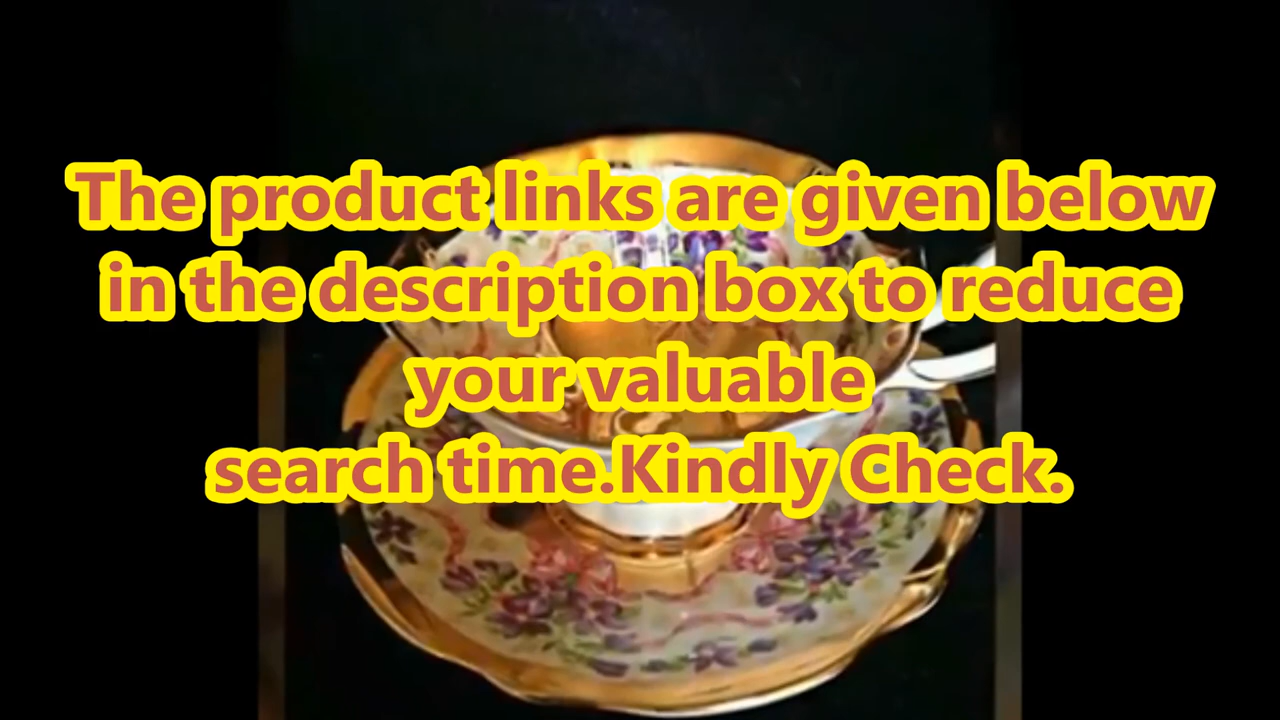 The product links are given below
in the description box to reduce
your valuable
search time.Kindly Check.